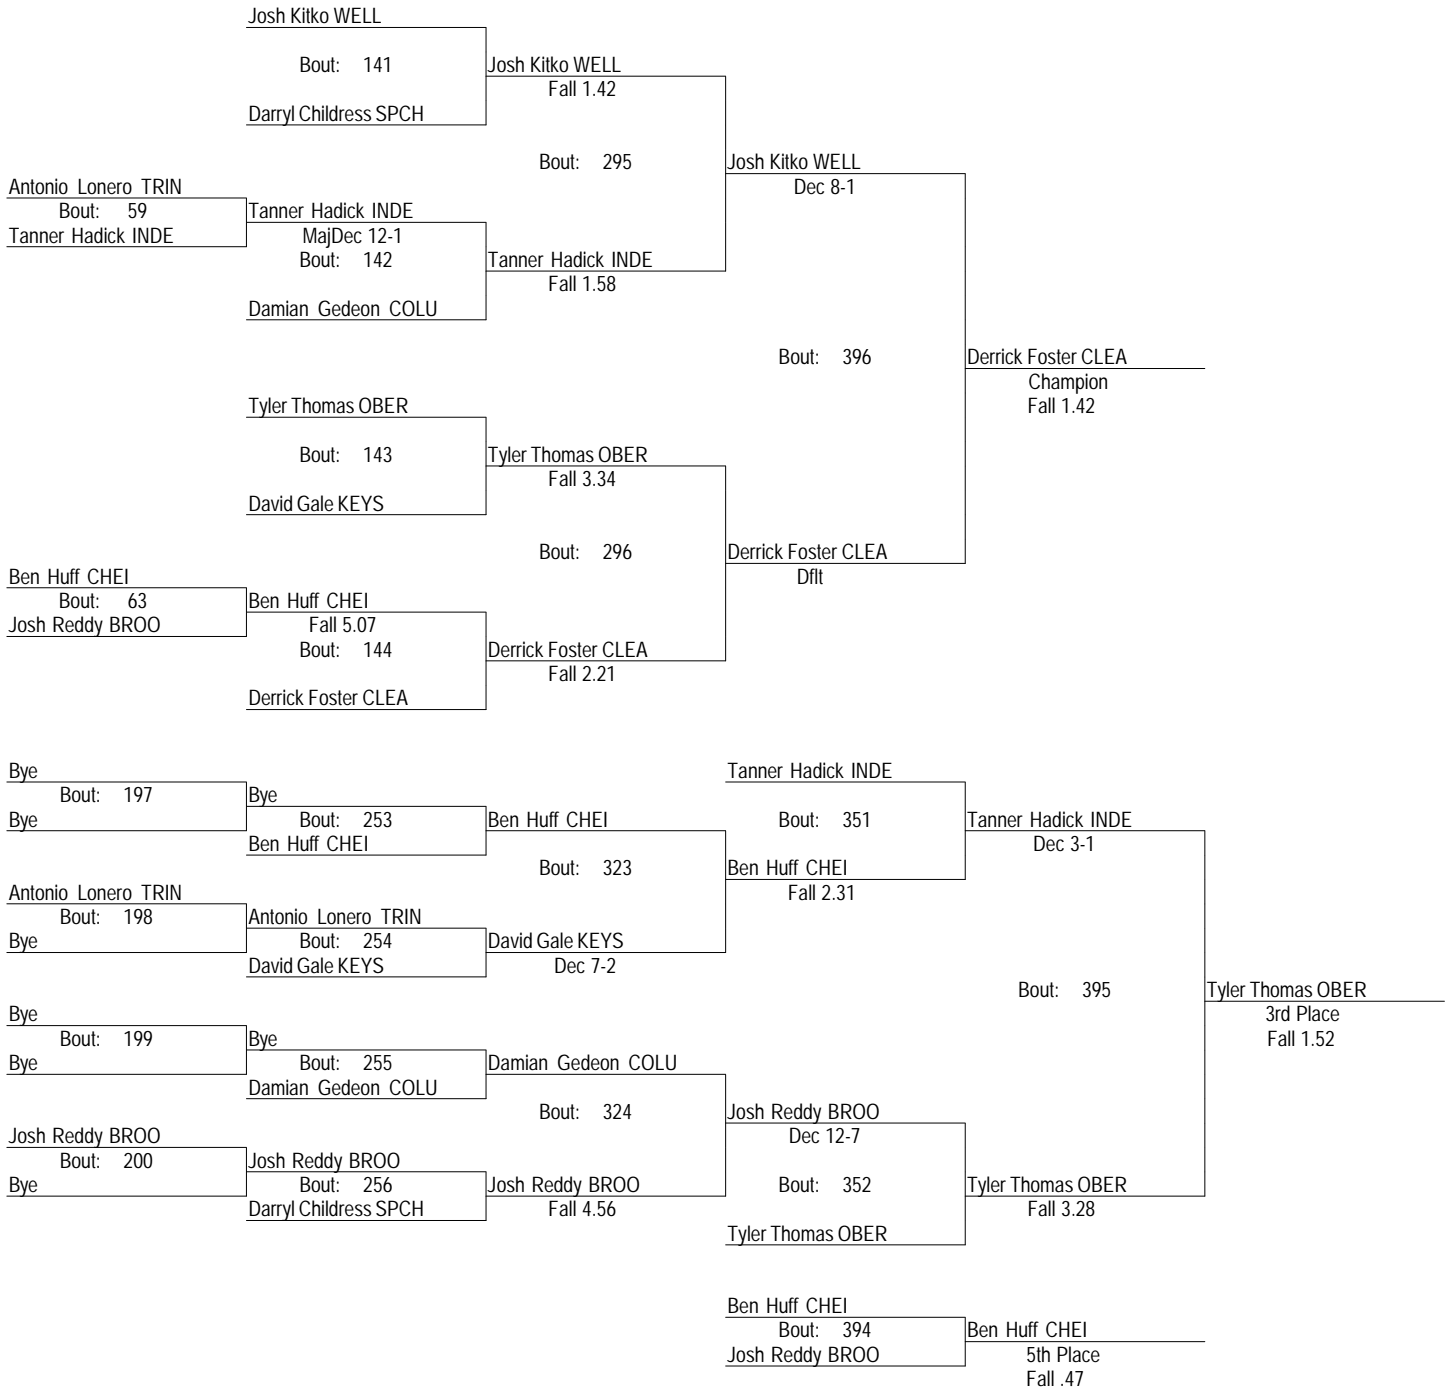 Josh Kitko WELL
Bout: 141
Josh Kitko WELL
Fall 1.42
Darryl Childress SPCH
Bout: 295
Josh Kitko WELL
Dec 8-1
Antonio Lonero TRIN
Bout: 59
Tanner Hadick INDE
Tanner Hadick INDE
MajDec 12-1
Bout: 142
Tanner Hadick INDE
Fall 1.58
Damian Gedeon COLU
Bout: 396
Derrick Foster CLEA
Champion
Fall 1.42
Tyler Thomas OBER
Bout: 143
Tyler Thomas OBER
Fall 3.34
David Gale KEYS
Bout: 296
Derrick Foster CLEA
Dflt
Ben Huff CHEI
Bout: 63
Josh Reddy BROO
Ben Huff CHEI
Fall 5.07
Bout: 144
Derrick Foster CLEA
Fall 2.21
Derrick Foster CLEA
Bye
Bout: 197
Bye
Bye
Bout: 253
Ben Huff CHEI
Ben Huff CHEI
Tanner Hadick INDE
Bout: 351
Tanner Hadick INDE
Dec 3-1
Bout: 323
Ben Huff CHEI
Fall 2.31
Antonio Lonero TRIN
Bout: 198
Bye
Antonio Lonero TRIN
Bout: 254
David Gale KEYS
David Gale KEYS
Dec 7-2
Bout: 395
Tyler Thomas OBER
3rd Place
Fall 1.52
Bye
Bout: 199
Bye
Bye
Bout: 255
Damian Gedeon COLU
Damian Gedeon COLU
Bout: 324
Josh Reddy BROO
Dec 12-7
Josh Reddy BROO
Bout: 200
Bye
Josh Reddy BROO
Bout: 256
Darryl Childress SPCH
Josh Reddy BROO
Fall 4.56
Bout: 352
Tyler Thomas OBER
Fall 3.28
Tyler Thomas OBER
Ben Huff CHEI
Bout: 394
Josh Reddy BROO
Ben Huff CHEI
5th Place
Fall .47